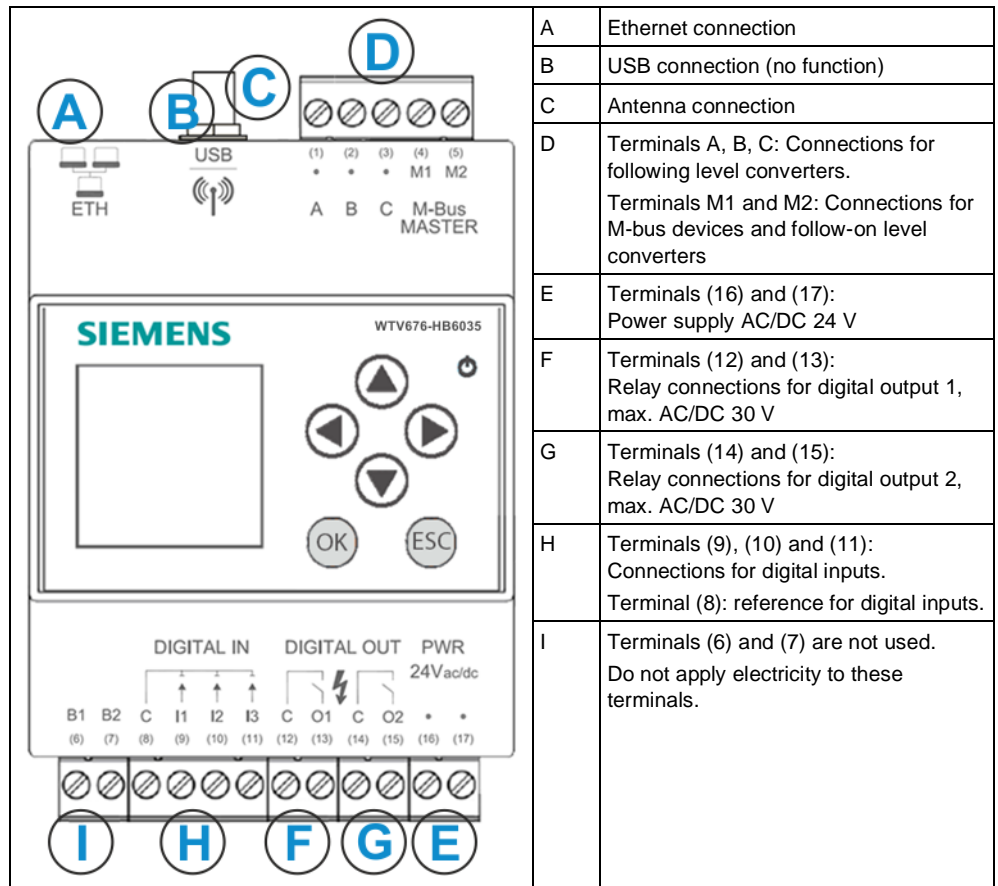 A B C D
USB
ETH
(1) (2) (3) (4) (5)
• • • M1 M2
A B C M-Bus
MASTER
SIEMENS
WTV676-HB6035
OK ESC
DIGITAL IN DIGITAL OUT PWR
24Vac/dc
B1 B2 C I1 I2 I3 C O1 C O2 • •
(6) (7) (8) (9) (10) (11) (12) (13) (14) (15) (16) (17)
I H F G E
A Ethernet connection
B USB connection (no function)
C Antenna connection
D Terminals A, B, C: Connections for
following level converters.
Terminals M1 and M2: Connections for
M-bus devices and follow-on level
converters
E Terminals (16) and (17):
Power supply AC/DC 24 V
F Terminals (12) and (13):
Relay connections for digital output 1,
max. AC/DC 30 V
G Terminals (14) and (15):
Relay connections for digital output 2,
max. AC/DC 30 V
H Terminals (9), (10) and (11):
Connections for digital inputs.
Terminal (8): reference for digital inputs.
I Terminals (6) and (7) are not used.
Do not apply electricity to these
terminals.